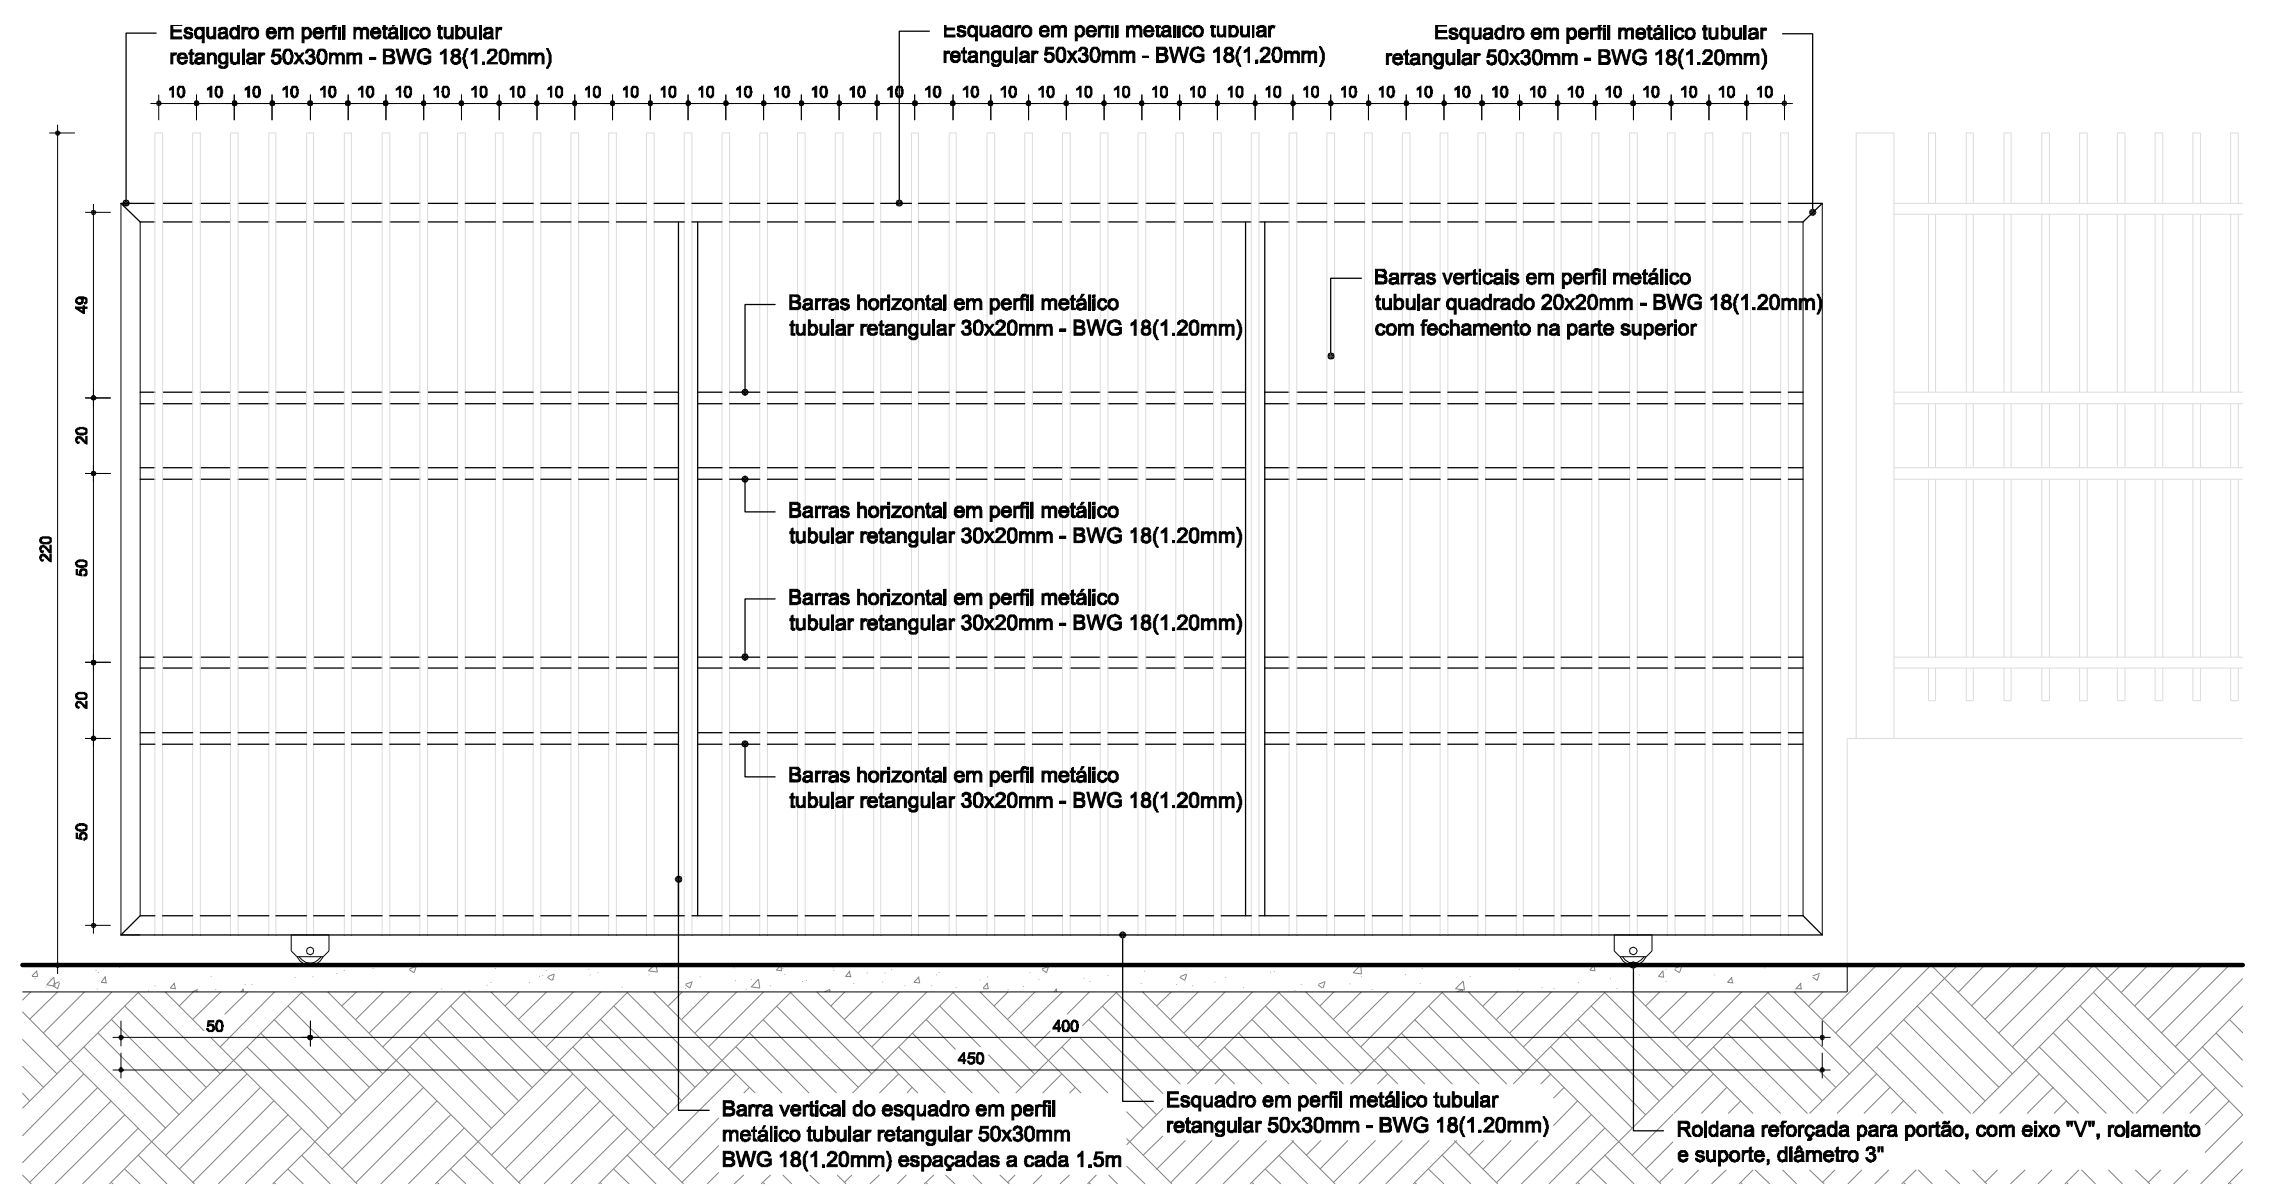 Esquadro em perfil metálico tubular
retangular 50x30mm - BWG 18(1.20mm)
Esquadro em perfil metálico tubular
retangular 50x30mm - BWG 18(1.20mm)
Esquadro em perfil metálico tubular
retangular 50x30mm - BWG 18(1.20mm)
10 10 10 10 10 10 10 10 10 10 10 10 10 10 10 10 10 10 10 10 10 10 10 10 10 10 10 10 10 10 10 10 10 10 10 10 10 10 10 10 10 10 10
220
49
20
50
20
50
Barras horizontal em perfil metálico
tubular retangular 30x20mm - BWG 18(1.20mm)
Barras verticais em perfil metálico
tubular quadrado 20x20mm - BWG 18(1.20mm)
com fechamento na parte superior
Barras horizontal em perfil metálico
tubular retangular 30x20mm - BWG 18(1.20mm)
Barras horizontal em perfil metálico
tubular retangular 30x20mm - BWG 18(1.20mm)
Barras horizontal em perfil metálico
tubular retangular 30x20mm - BWG 18(1.20mm)
50 400
450
Barra vertical do esquadro em perfil
metálico tubular retangular 50x30mm
BWG 18(1.20mm) espaçadas a cada 1.5m
Esquadro em perfil metálico tubular
retangular 50x30mm - BWG 18(1.20mm)
Roldana reforçada para portão, com eixo "V", rolamento
e suporte, diâmetro 3"